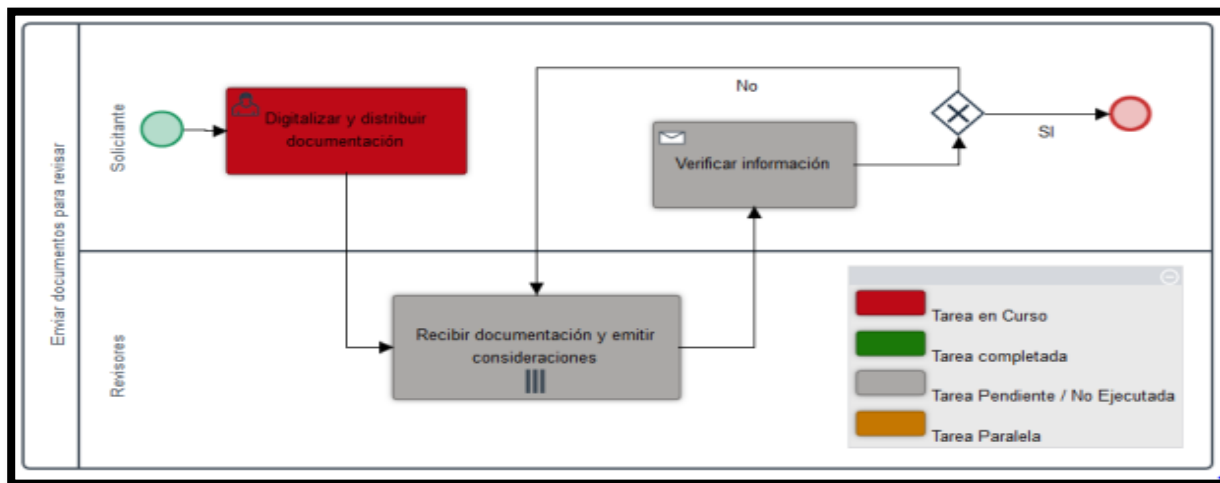 Enviar documentos para revisar
Solicitante
Digitalizar y distribuir
documentación
No
Verificar información
SI
Revisores
Recibir documentación y emitir
consideraciones
Tarea en Curso
Tarea completada
Tarea Pendiente / No Ejecutada
Tarea Paralela